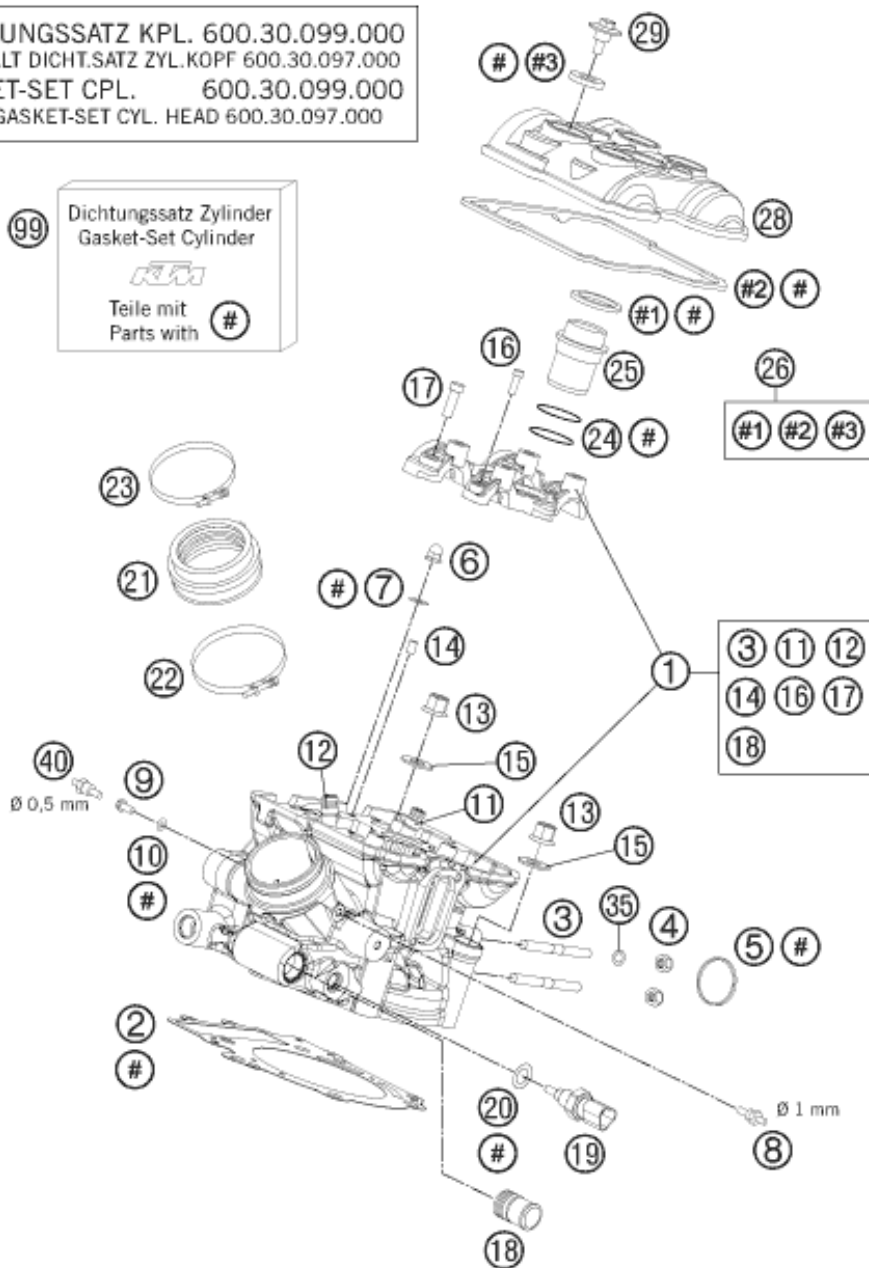 UNGSSATZ KPL. 600.30.099.000
LT DICHT.SATZ ZYL.KOPF 600.30.097.000
ET-SET CPL. 600.30.099.000
GASKET-SET CYL. HEAD 600.30.097.000
29
# #3
99
Dichtungssatz Zylinder
Gasket-Set Cylinder
KTM
Teile mit
Parts with #
28
#2 #
#1 #
16
25
17
26
#1 #2 #3
24 #
23
6
21
# 7
14
1
3 11 12
14 16 17
18
22
13
12
15
40
9
11
13
Ø 0,5 mm
10
#
15
3
35
4
5 #
2
#
20
#
19
Ø 1 mm
8
18